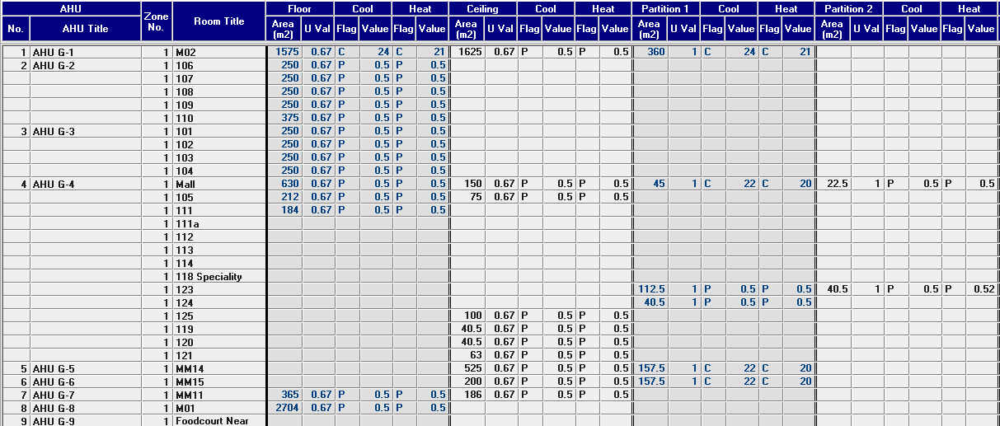 AHU Zone No. Room Title Floor Cool Heat Ceiling Cool Heat Partition 1 Cool Heat Partition 2 Cool Heat
No. AHU Title Area (m2) U Val Flag Value Flag Value Area (m2) U Val Flag Value Flag Value Area (m2) U Val Flag Value Flag Value Area (m2) U Val Flag Value Flag Value
1 AHU G-1 1 M02 1575 0.67 C 24 C 21 1625 0.67 P 0.5 P 0.5 360 1 C 24 C 21
2 AHU G-2 1 106 250 0.67 P 0.5 P 0.5
1 107 250 0.67 P 0.5 P 0.5
1 108 250 0.67 P 0.5 P 0.5
1 109 250 0.67 P 0.5 P 0.5
1 110 375 0.67 P 0.5 P 0.5
3 AHU G-3 1 101 250 0.67 P 0.5 P 0.5
1 102 250 0.67 P 0.5 P 0.5
1 103 250 0.67 P 0.5 P 0.5
1 104 250 0.67 P 0.5 P 0.5
4 AHU G-4 1 Mall 630 0.67 P 0.5 P 0.5 150 0.67 P 0.5 P 0.5 45 1 C 22 C 20 22.5 1 P 0.5 P 0.5
1 105 212 0.67 P 0.5 P 0.5 75 0.67 P 0.5 P 0.5
1 111 184 0.67 P 0.5 P 0.5
1 111a
1 112
1 113
1 114
1 118 Speciality
1 123 112.5 1 P 0.5 P 0.5 40.5 1 P 0.5 P 0.52
1 124 40.5 1 P 0.5 P 0.5
1 125 100 0.67 P 0.5 P 0.5
1 119 40.5 0.67 P 0.5 P 0.5
1 120 40.5 0.67 P 0.5 P 0.5
1 121 63 0.67 P 0.5 P 0.5
5 AHU G-5 1 MM14 525 0.67 P 0.5 P 0.5 157.5 1 C 22 C 20
6 AHU G-6 1 MM15 200 0.67 P 0.5 P 0.5 157.5 1 C 22 C 20
7 AHU G-7 1 MM11 365 0.67 P 0.5 P 0.5 186 0.67 P 0.5 P 0.5
8 AHU G-8 1 M01 2704 0.67 P 0.5 P 0.5
9 AHU G-9 1 Foodcourt Near